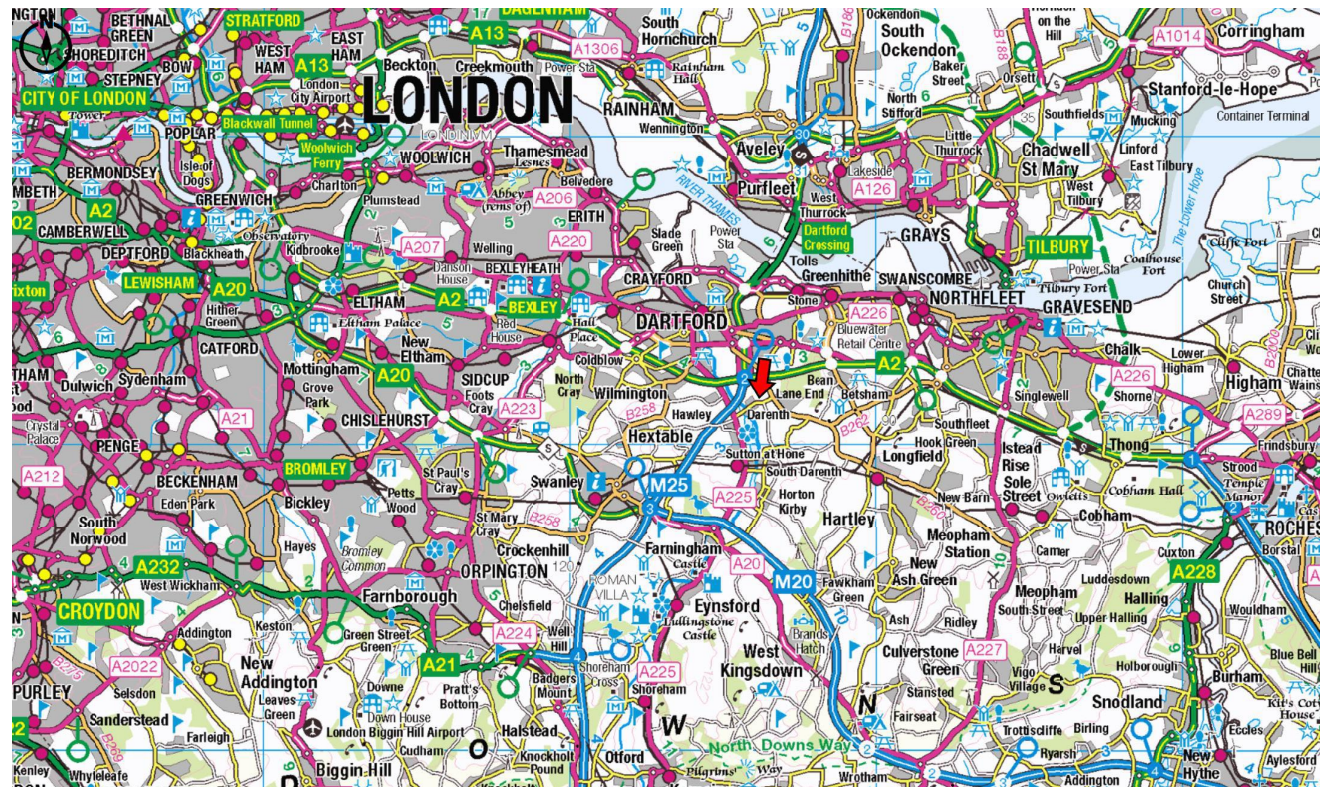 NGTON
BETHNAL
GREEN
SHOREDITCH
STEPNEY
BOW
STRATFORD
WEST
HAM
EAST
HAM
A13
A13
Beckton
Creekmouth
Power Sta
DAGENHAM
South
Hornchurch
A1306
Rainham
Hall
RAINHAM
Wennington
CITY OF LONDON
Tower
London
City Airport
LONDON
LONDINIVM
Blackwall Tunnel
POPLAR
Woolwich
Ferry
Isle of
Dogs
WOOLWICH
Thamesmead
Lesnes
Abbey
(rems of)
Belvedere
A206
ERITH
RIVER THAMES
BERMONDSEY
MBETH
A2
CAMBERWELL
DEPTFORD
GREENWICH
Charlton
Plumstead
Observatory
Blackheath
Kidbrooke
A207
Welling
A220
Danson
House
BEXLEYHEATH
BEXLEY
Slade
Green
CRAYFORD
LEWISHAM
A20
Hither
Green
ELTHAM
Eltham Palace
A2
Red
House
Hall
Place
CATFORD
New
Eltham
Mottingham
A20
Coldblow
DARTFORD
Dulwich
Sydenham
Grove
Park
SIDCUP
Foots
Cray
North
Cray
Wilmington
CHISLEHURST
A223
A21
Crystal
Palace
PENGE
B258
Hawley
Hextable
Darenth
Lane End
Bean
Betsham
A212
BECKENHAM
BROMLEY
Eden Park
Bickley
Petts
Wood
St Paul's
Cray
Swanley
M25
Sutton at Hone
South Darenth
A225
Horton
Kirby
South
Norwood
Hayes
Bromley
Common
St Mary
Cray
B258
Crockenhill
Farningham
Castle
Hartley
A232
West Wickham
ORPINGTON
ROMAN
VILLA
A20
M20
CROYDON
Farnborough
Chelsfield
Eynsford
Lullingstone
Castle
Fawkham
Green
New
Ash Green
Addington
Keston
Green Street
Green
A224
Well
Hill
A21
A2022
B275
New
Addington
Badgers
Mount
Shoreham
Cross
A225
Shoreham
West
Kingsdown
Brands
Hatch
Ash
Ridley
PURLEY
Selsdon
Leaves
Green
Downe
Pratt's
Bottom
Down House
London Biggin Hill Airport
Cudham
Halstead
Sanderstead
Farleigh
B269
Kenley
Whyteleafe
Biggin Hill
Knockholt
Pound
Otford
Pilgrims' Way
North Downs Way
Wrotham
Ockendon
South
Ockendon
Baker
Street
B186
B188
on the
Hill
Orsett
A1014
Corringham
Stanford-le-Hope
Container Terminal
North
Stifford
Southfields
Mucking
Aveley
Little
Thurrock
Chadwell
St Mary
Linford
East Tilbury
Purfleet
Lakeside
A126
West
Thurrock
West
Tilbury
Power
Sta
Dartford
Crossing
GRAYS
TILBURY
The Lower Hope
Cliffe Fort
Coalhouse
Fort
Tolls
Greenhithe
SWANSCOMBE
NORTHFLEET
Power Sta
Tilbury Fort
Church
Street
Stone
A226
GRAVESEND
Bluewater
Retail Centre
A2
Chalk
Lower
Higham
B2000
Higham
A226
Shorne
Singlewell
A289
B262
Southfleet
Hook Green
Longfield
Istead
Rise
Sole
Street
Thong
Strood
Frindsbury
Temple
Manor
Owletts
Cobham Hall
New Barn
B260
Meopham
Station
Cobham
ROCHES
Borstal
Camer
Cuxton
A228
Luddesdown
Halling
Meopham
South Street
Upper Halling
Wouldham
Culverstone
Green
A227
Harvel
Vigo
Village
Holborough
Blue Bell
Hill
Burham
Stansted
Snodland
Kit's Coty
House
Fairseat
Trottiscliffe
Birling
Ryarsh
Eccles
Addington
New
Hythe
Aylesford
N
O
W
N
S
D